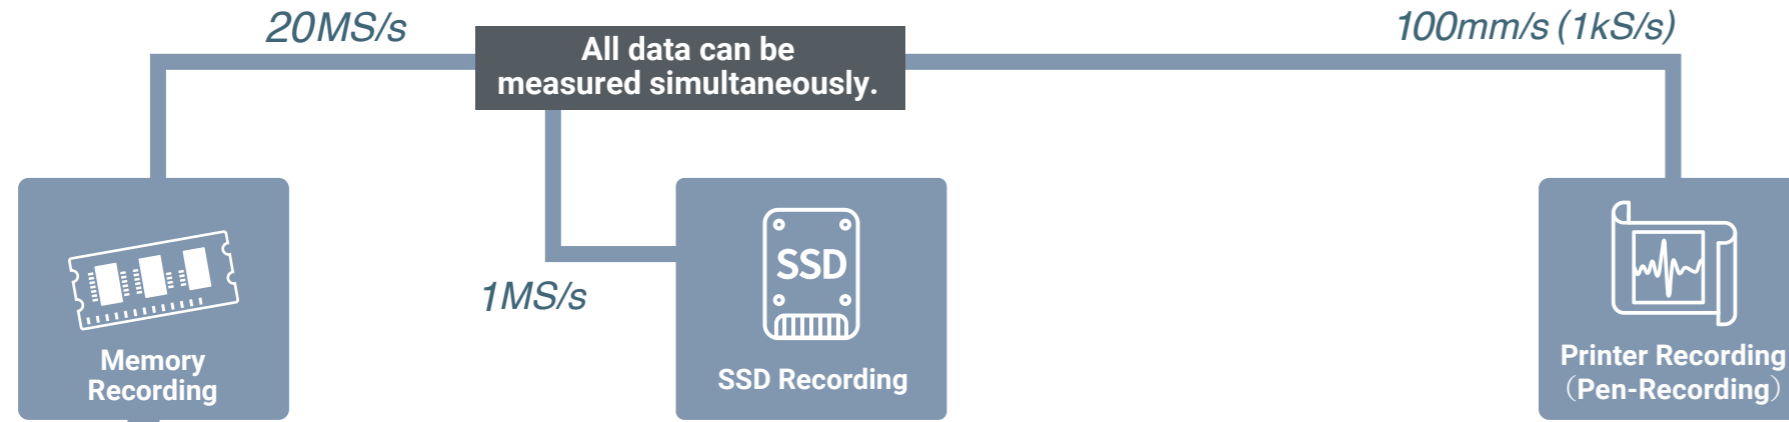 20MS/s
All data can be
measured simultaneously.
100mm/s (1kS/s)
1MS/s
SSD
Memory
Recording
SSD Recording
Printer Recording
（Pen-Recording）